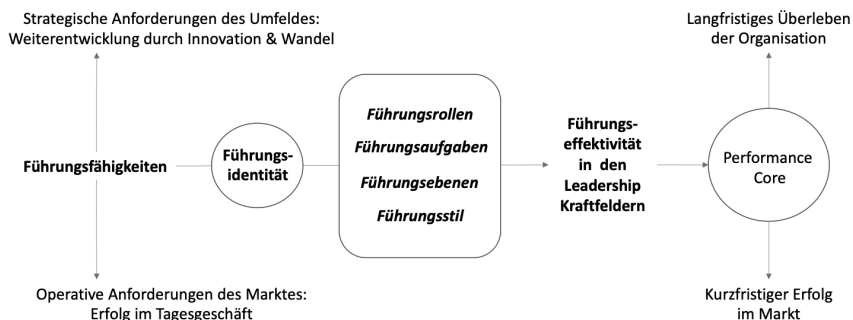 Strategische Anforderungen des Umfeldes:
Weiterentwicklung durch Innovation & Wandel
Führungsfähigkeiten
Operative Anforderungen des Marktes:
Erfolg im Tagesgeschäft
Führungs-
identität
Führungsrollen
Führungsaufgaben
Führungsebenen
Führungsstil
Führungs-
effektivität
in den
Leadership
Kraftfeldern
Langfristiges Überleben
der Organisation
Performance
Core
Kurzfristiger Erfolg
im Markt